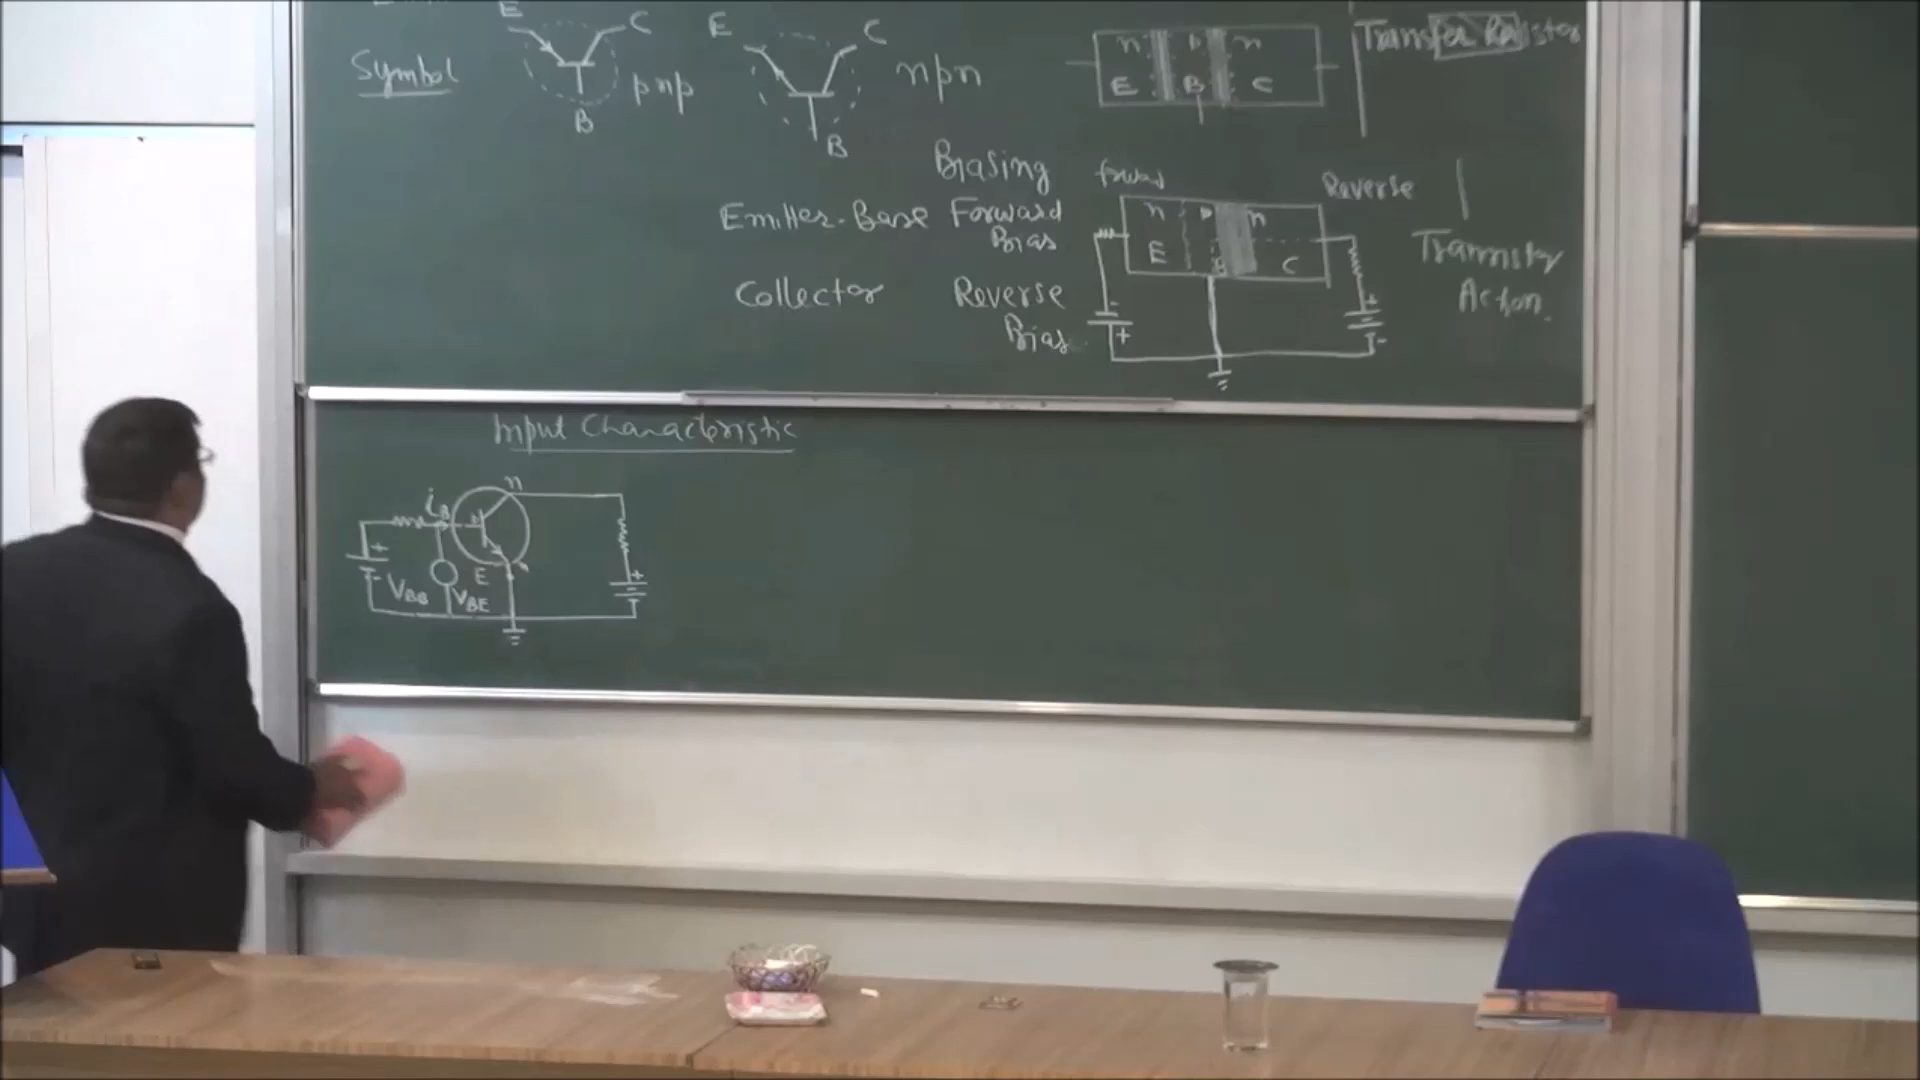 E C E C n p n Transfer Resistor
Symbol pnp npn E B C
B B
Biasing forward Reverse
Emitter-Base Forward n p n
Bias E B C Transistor
Collector Reverse - + Action.
Bias + -
Input Characteristic
n
iB p
+ E +
- VBB VBE